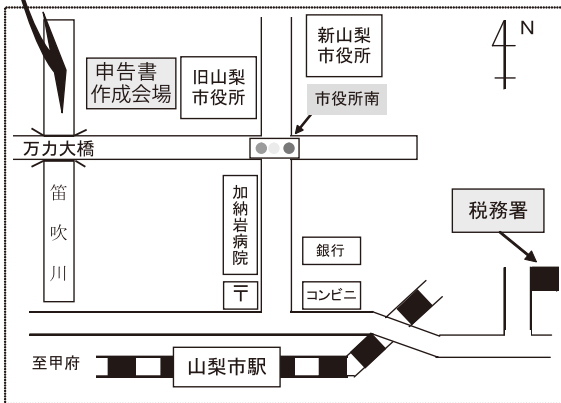 新山梨
市役所
N
申告書
作成会場
旧山梨
市役所
市役所南
万力大橋
笛吹川
加納岩病院
税務署
銀行
〒
コンビニ
至甲府
山梨市駅